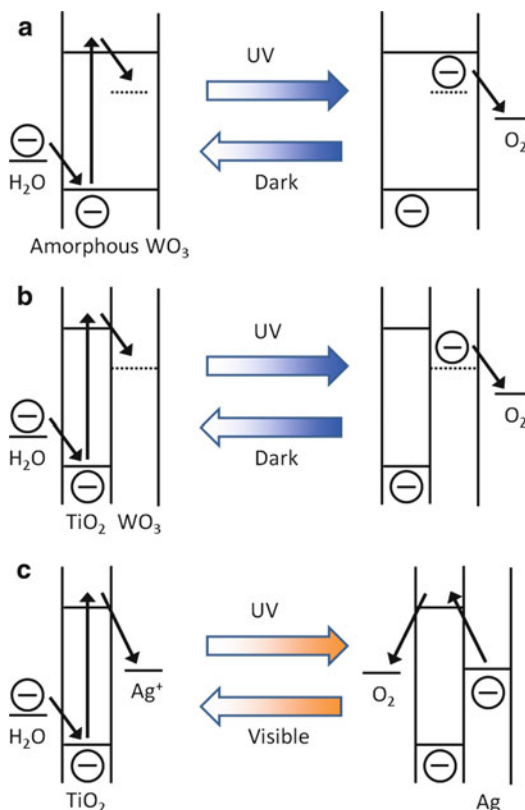 a
UV
H₂O
O₂
Dark
Amorphous WO₃
b
UV
H₂O
O₂
Dark
TiO₂ WO₃
c
UV
Ag⁺
O₂
H₂O
Visible
TiO₂
Ag